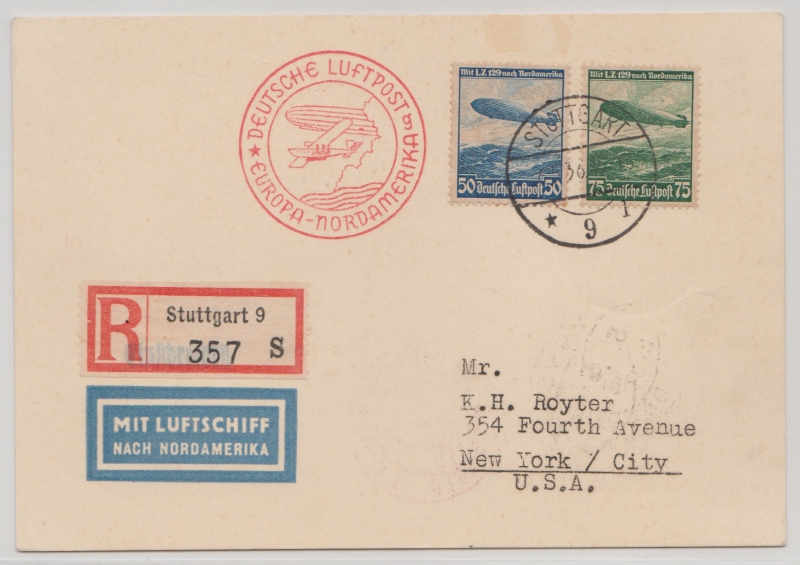 ★ DEUTSCHE LUFTPOST b
EUROPA-NORDAMERIKA
Mit LZ 129 nach Nordamerika
50 Deutsche Luftpost 50
Mit LZ 129 nach Nordamerika
75 Deutsche Luftpost 75
STUTTGART
36
★ 9 I
R
Stuttgart 9
357 S
MIT LUFTSCHIFF
NACH NORDAMERIKA
Mr.
K.H. Royter
354 Fourth Avenue
New York / City
U.S.A.